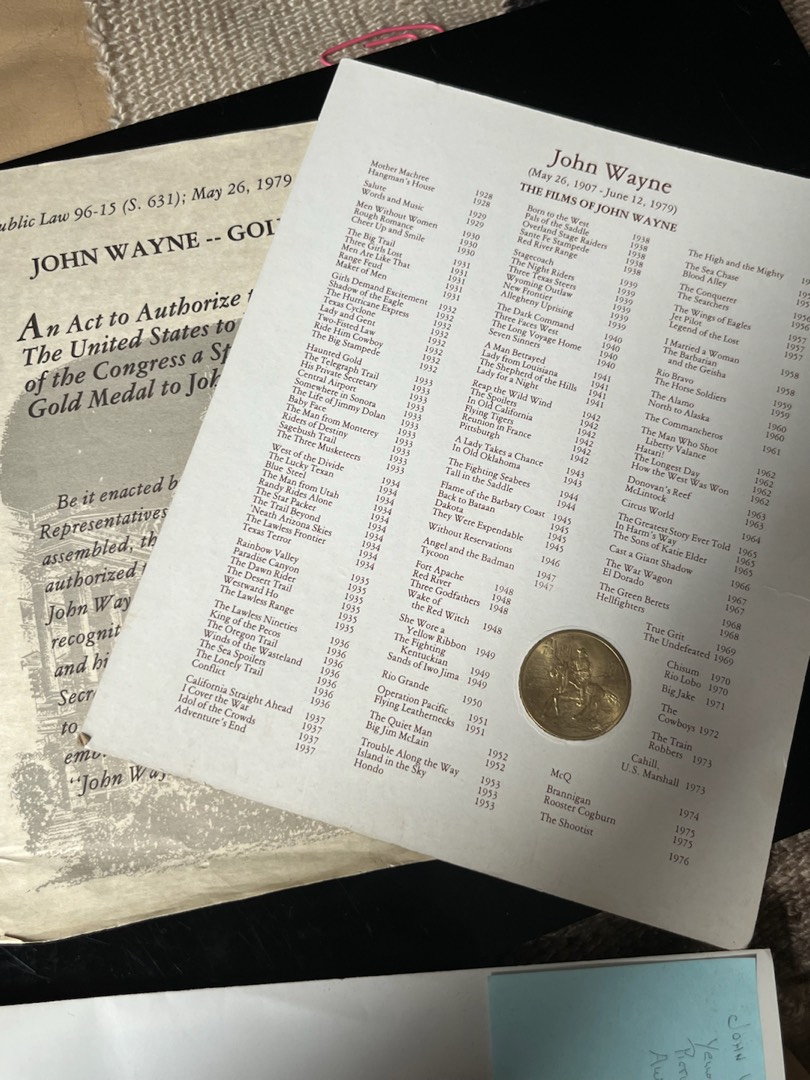 Public Law 96-15 (S. 631); May 26, 1979
JOHN WAYNE -- GOL
An Act to Authorize
The United States to
of the Congress a Sp
Gold Medal to Joh
Be it enacted b
Representatives
assembled, th
authorized
John Way
recognit
and hi
Secr
to
emb
"John Way
John Wayne
(May 26, 1907 - June 12, 1979)
THE FILMS OF JOHN WAYNE
Mother Machree 1928
Hangman's House 1928
Salute 1929
Words and Music 1929
Men Without Women 1930
Rough Romance 1930
Cheer Up and Smile 1930
The Big Trail 1931
Three Girls Lost 1931
Men Are Like That 1931
Range Feud 1931
Maker of Men
Girls Demand Excitement 1932
Shadow of the Eagle 1932
The Hurricane Express 1932
Texas Cyclone 1932
Lady and Gent 1932
Two-Fisted Law 1932
Ride Him Cowboy 1932
The Big Stampede
Haunted Gold 1933
The Telegraph Trail 1933
His Private Secretary 1933
Central Airport 1933
Somewhere in Sonora 1933
The Life of Jimmy Dolan 1933
Baby Face 1933
The Man from Monterey 1933
Riders of Destiny 1933
Sagebush Trail 1933
The Three Musketeers
West of the Divide 1934
The Lucky Texan 1934
Blue Steel 1934
The Man from Utah 1934
Randy Rides Alone 1934
The Star Packer 1934
The Trail Beyond 1934
'Neath Arizona Skies 1934
The Lawless Frontier 1934
Texas Terror
Rainbow Valley 1935
Paradise Canyon 1935
The Dawn Rider 1935
The Desert Trail 1935
Westward Ho 1935
The Lawless Range
The Lawless Nineties 1936
King of the Pecos 1936
The Oregon Trail 1936
Winds of the Wasteland 1936
The Sea Spoilers 1936
The Lonely Trail 1936
Conflict
California Straight Ahead 1937
I Cover the War 1937
Idol of the Crowds 1937
Adventure's End 1937
Born to the West 1938
Pals of the Saddle 1938
Overland Stage Raiders 1938
Sante Fe Stampede 1938
Red River Range
Stagecoach 1939
The Night Riders 1939
Three Texas Steers 1939
Wyoming Outlaw 1939
New Frontier 1939
Allegheny Uprising
The Dark Command 1940
Three Faces West 1940
The Long Voyage Home 1940
Seven Sinners 1940
A Man Betrayed 1941
Lady from Louisiana 1941
The Shepherd of the Hills 1941
Lady for a Night
Reap the Wild Wind 1942
The Spoilers 1942
In Old California 1942
Flying Tigers 1942
Reunion in France 1942
Pittsburgh
A Lady Takes a Chance 1943
In Old Oklahoma 1943
The Fighting Seabees 1944
Tall in the Saddle 1944
Flame of the Barbary Coast 1945
Back to Bataan 1945
Dakota 1945
They Were Expendable 1945
Without Reservations 1946
Angel and the Badman 1947
Tycoon 1947
Fort Apache 1948
Red River 1948
Three Godfathers 1948
Wake of
the Red Witch 1948
She Wore a
Yellow Ribbon 1949
The Fighting
Kentuckian 1949
Sands of Iwo Jima 1949
Rio Grande 1950
Operation Pacific 1951
Flying Leathernecks 1951
The Quiet Man 1952
Big Jim McLain 1952
Trouble Along the Way 1953
Island in the Sky 1953
Hondo 1953
The High and the Mighty
The Sea Chase
Blood Alley
The Conqueror
The Searchers
The Wings of Eagles 1957
Jet Pilot 1957
Legend of the Lost 1957
I Married a Woman 1958
The Barbarian
and the Geisha 1958
Rio Bravo 1959
The Horse Soldiers 1959
The Alamo 1960
North to Alaska 1960
The Commancheros 1961
The Man Who Shot
Liberty Valance 1962
Hatari! 1962
The Longest Day 1962
How the West Was Won 1962
Donovan's Reef 1963
McLintock 1963
Circus World 1964
The Greatest Story Ever Told 1965
In Harm's Way 1965
The Sons of Katie Elder 1965
Cast a Giant Shadow 1966
The War Wagon 1967
El Dorado 1967
The Green Berets 1968
Hellfighters 1968
True Grit 1969
The Undefeated 1969
Chisum 1970
Rio Lobo 1970
Big Jake 1971
The
Cowboys 1972
The Train
Robbers 1973
Cahill,
U.S. Marshall 1973
McQ 1974
Brannigan 1975
Rooster Cogburn 1975
The Shootist 1976
JOHN